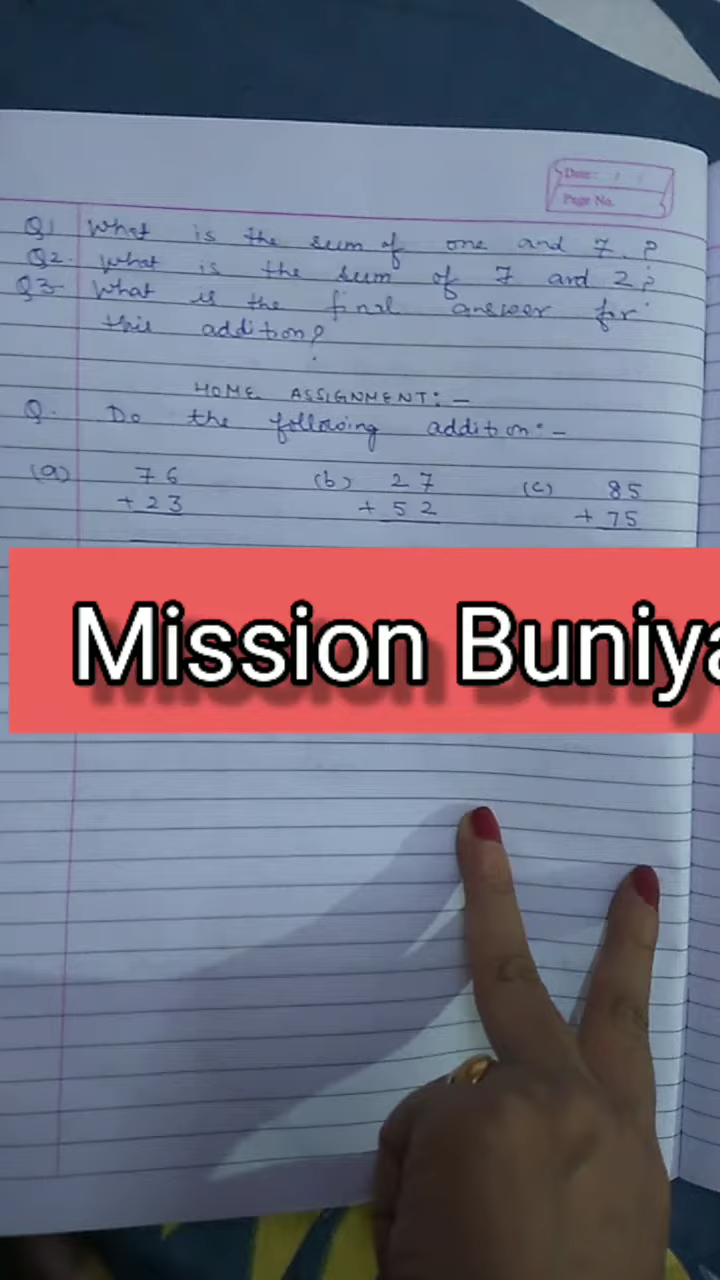 Date :
Page No.
Q1 What is the sum of one and 7.?
Q2. What is the sum of 7 and 2?
Q3- What is the final answer for
this addition?
HOME ASSIGNMENT: -
Q. Do the following addition: -
(a) 76 (b) 27 (c) 85
+ 23 + 52 + 75
Mission Buniya